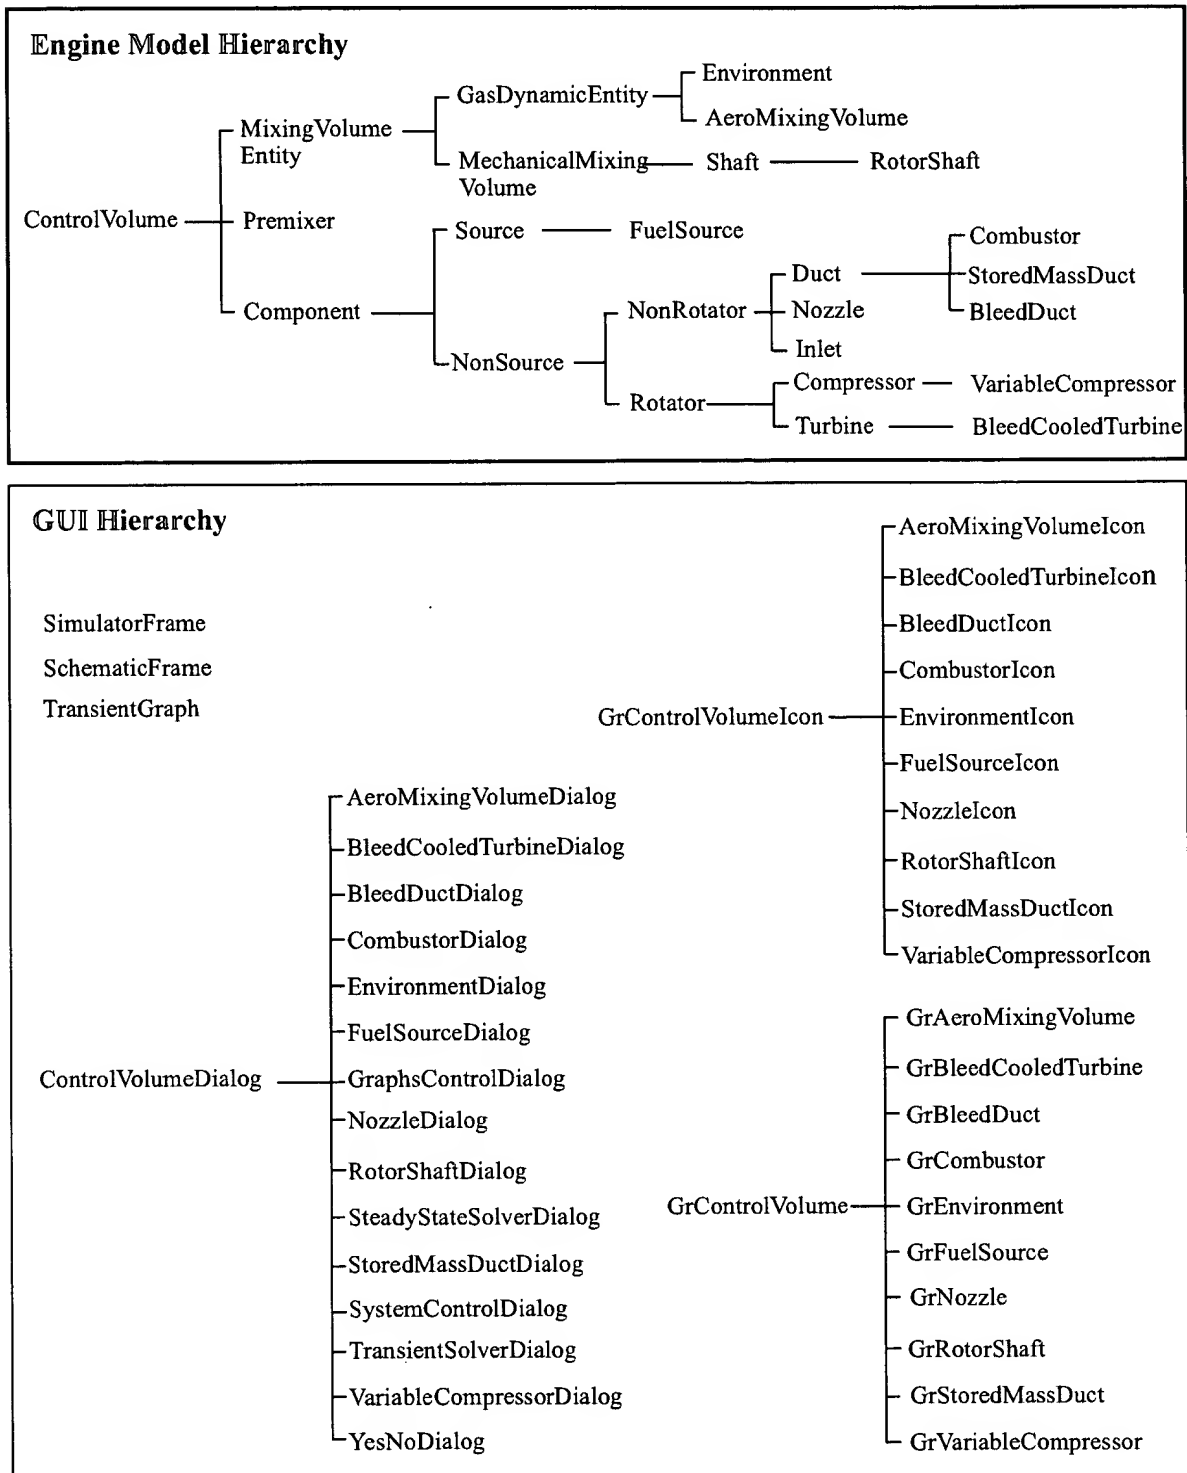 Engine Model Hierarchy
Environment
GasDynamicEntity
AeroMixingVolume
MixingVolume
Entity
MechanicalMixing
Volume
Shaft
RotorShaft
ControlVolume
Premixer
Source
FuelSource
Combustor
Duct
StoredMassDuct
Component
NonRotator
Nozzle
BleedDuct
Inlet
NonSource
Compressor
VariableCompressor
Rotator
Turbine
BleedCooledTurbine
GUI Hierarchy
SimulatorFrame
SchematicFrame
TransientGraph
GrControlVolumeIcon
AeroMixingVolumeIcon
BleedCooledTurbineIcon
BleedDuctIcon
CombustorIcon
EnvironmentIcon
FuelSourceIcon
NozzleIcon
RotorShaftIcon
StoredMassDuctIcon
VariableCompressorIcon
ControlVolumeDialog
AeroMixingVolumeDialog
BleedCooledTurbineDialog
BleedDuctDialog
CombustorDialog
EnvironmentDialog
FuelSourceDialog
GraphsControlDialog
NozzleDialog
RotorShaftDialog
SteadyStateSolverDialog
StoredMassDuctDialog
SystemControlDialog
TransientSolverDialog
VariableCompressorDialog
YesNoDialog
GrControlVolume
GrAeroMixingVolume
GrBleedCooledTurbine
GrBleedDuct
GrCombustor
GrEnvironment
GrFuelSource
GrNozzle
GrRotorShaft
GrStoredMassDuct
GrVariableCompressor